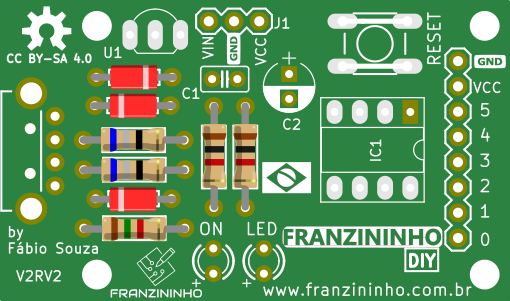 CC BY-SA 4.0
U1
J1
VIN
GND
VCC
RESET
C1
C2
IC1
GND
VCC
5
4
3
2
1
0
by
Fábio Souza
V2RV2
ON
LED
FRANZININHO
DIY
FRANZININHO
www.franzininho.com.br